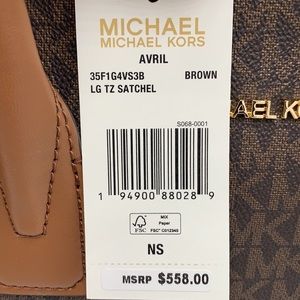 MICHAEL
MICHAEL KORS
AVRIL
35F1G4VS3B BROWN
LG TZ SATCHEL
S068-0001
1 94900 88028 9
FSC
MIX
Paper
NS
MSRP $558.00
AEL KO